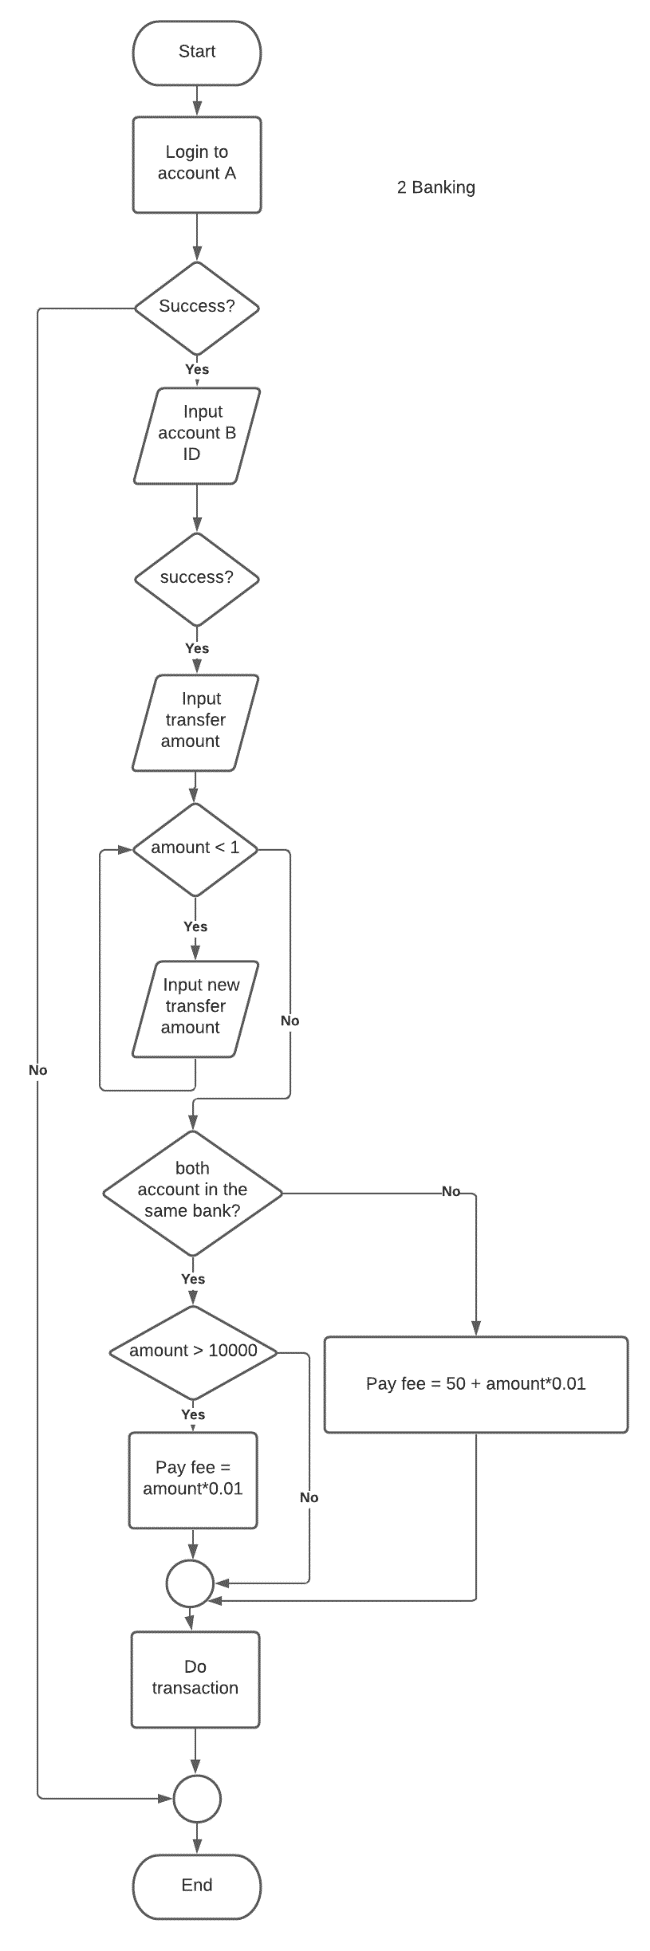 Start
Login to
account A
2 Banking
Success?
Yes
Input
account B
ID
success?
Yes
Input
transfer
amount
amount < 1
Yes
Input new
transfer
amount
No
No
both
account in the
same bank?
No
Yes
amount > 10000
Pay fee = 50 + amount*0.01
Yes
Pay fee =
amount*0.01
No
Do
transaction
End